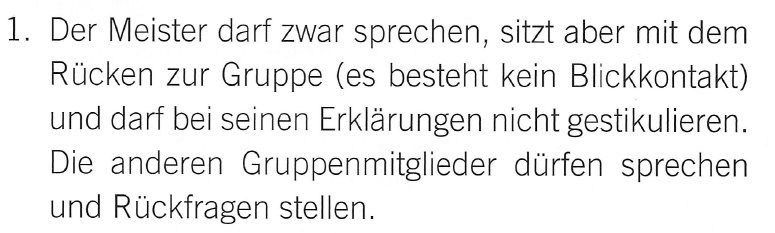 1. Der Meister darf zwar sprechen, sitzt aber mit dem
Rücken zur Gruppe (es besteht kein Blickkontakt)
und darf bei seinen Erklärungen nicht gestikulieren.
Die anderen Gruppenmitglieder dürfen sprechen
und Rückfragen stellen.